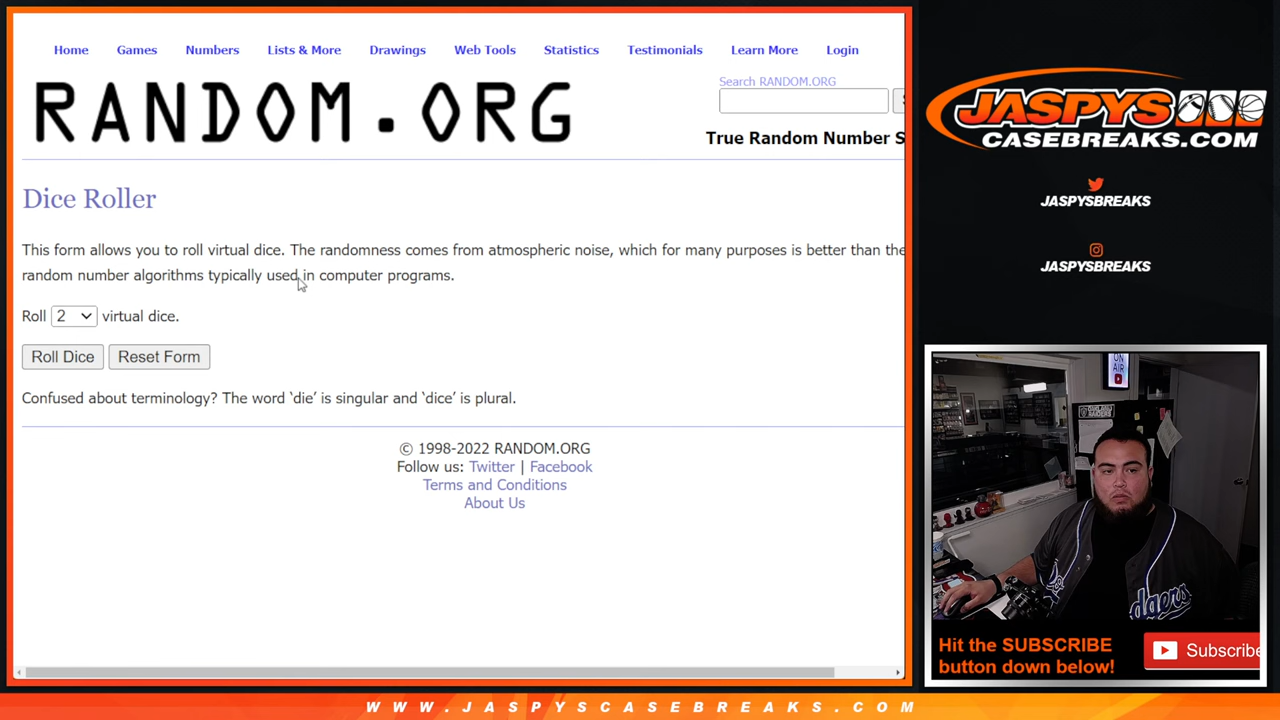 Home Games Numbers Lists & More Drawings Web Tools Statistics Testimonials Learn More Login
Search RANDOM.ORG
RANDOM.ORG
True Random Number S
Dice Roller
This form allows you to roll virtual dice. The randomness comes from atmospheric noise, which for many purposes is better than the
random number algorithms typically used in computer programs.
Roll 2 virtual dice.
Roll Dice Reset Form
Confused about terminology? The word ‘die’ is singular and ‘dice’ is plural.
© 1998-2022 RANDOM.ORG
Follow us: Twitter | Facebook
Terms and Conditions
About Us
JASPYS
CASEBREAKS.COM
JASPYSBREAKS
JASPYSBREAKS
ON
AIR
OAKLAND
RAIDERS
dgers
Hit the SUBSCRIBE
button down below!
Subscribe
WWW.JASPYSCASEBREAKS.COM